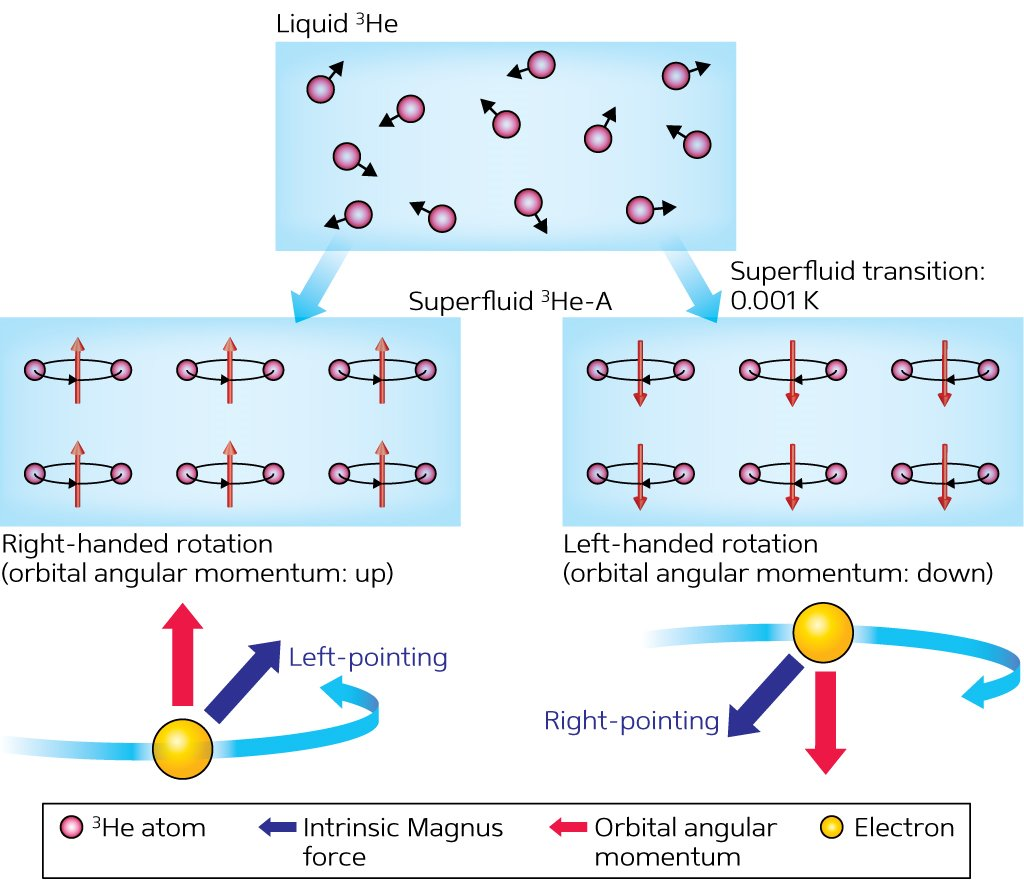 Liquid ³He
Superfluid transition:
0.001 K
Superfluid ³He-A
Right-handed rotation
(orbital angular momentum: up)
Left-handed rotation
(orbital angular momentum: down)
Left-pointing
Right-pointing
³He atom
Intrinsic Magnus
force
Orbital angular
momentum
Electron